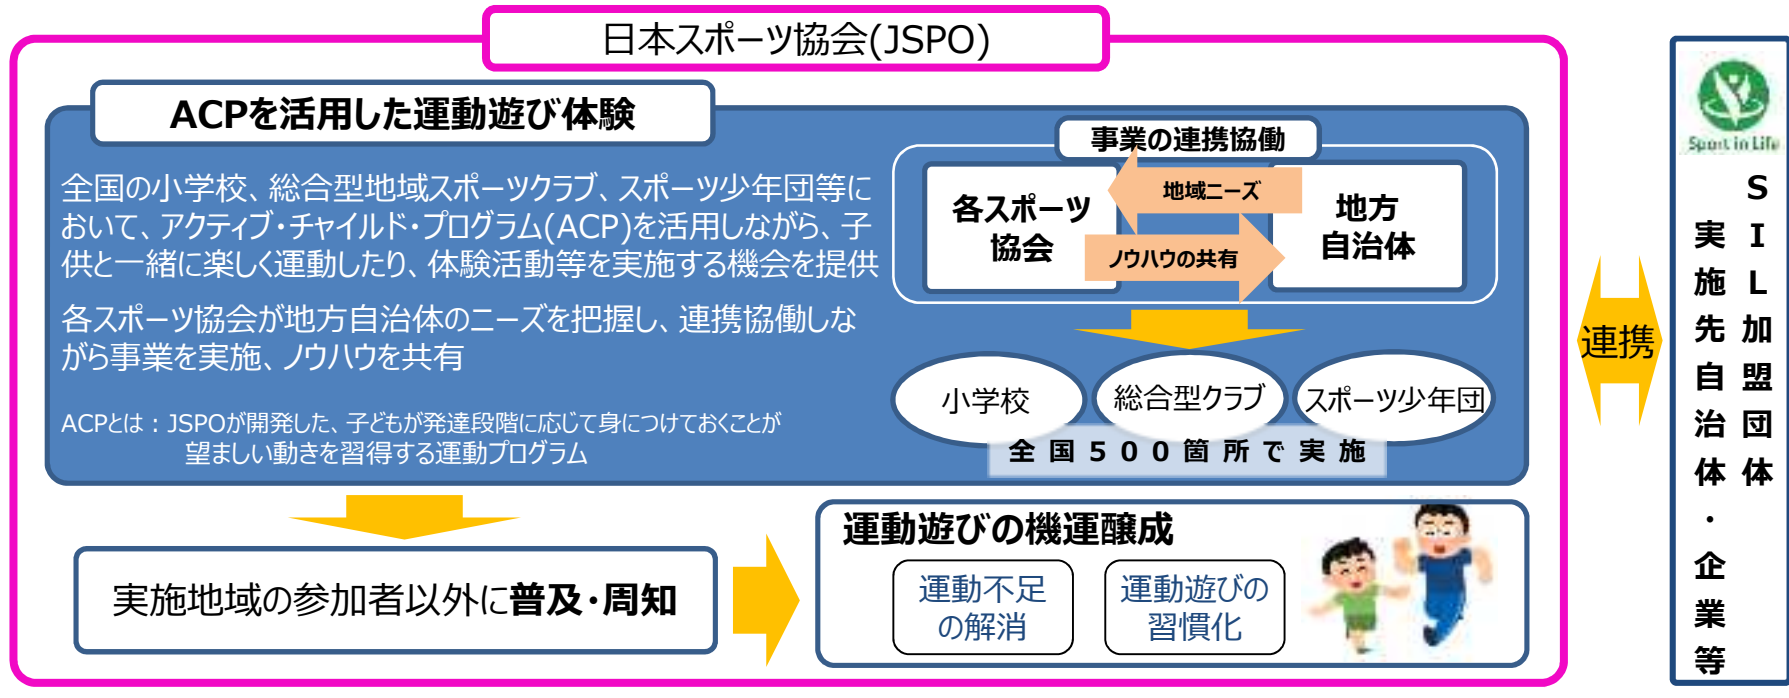 日本スポーツ協会(JSPO)
ACPを活用した運動遊び体験
全国の小学校、総合型地域スポーツクラブ、スポーツ少年団等に
おいて、アクティブ・チャイルド・プログラム(ACP)を活用しながら、子
供と一緒に楽しく運動したり、体験活動等を実施する機会を提供
各スポーツ協会が地方自治体のニーズを把握し、連携協働しな
がら事業を実施、ノウハウを共有
ACPとは：JSPOが開発した、子どもが発達段階に応じて身につけておくことが
望ましい動きを習得する運動プログラム
事業の連携協働
各スポーツ
協会
地域ニーズ
ノウハウの共有
地方
自治体
小学校
総合型クラブ
スポーツ少年団
全国500箇所で実施
実施地域の参加者以外に普及・周知
運動遊びの機運醸成
運動不足
の解消
運動遊びの
習慣化
連携
Sport in Life
SIL加盟団体
実施先自治体・企業等